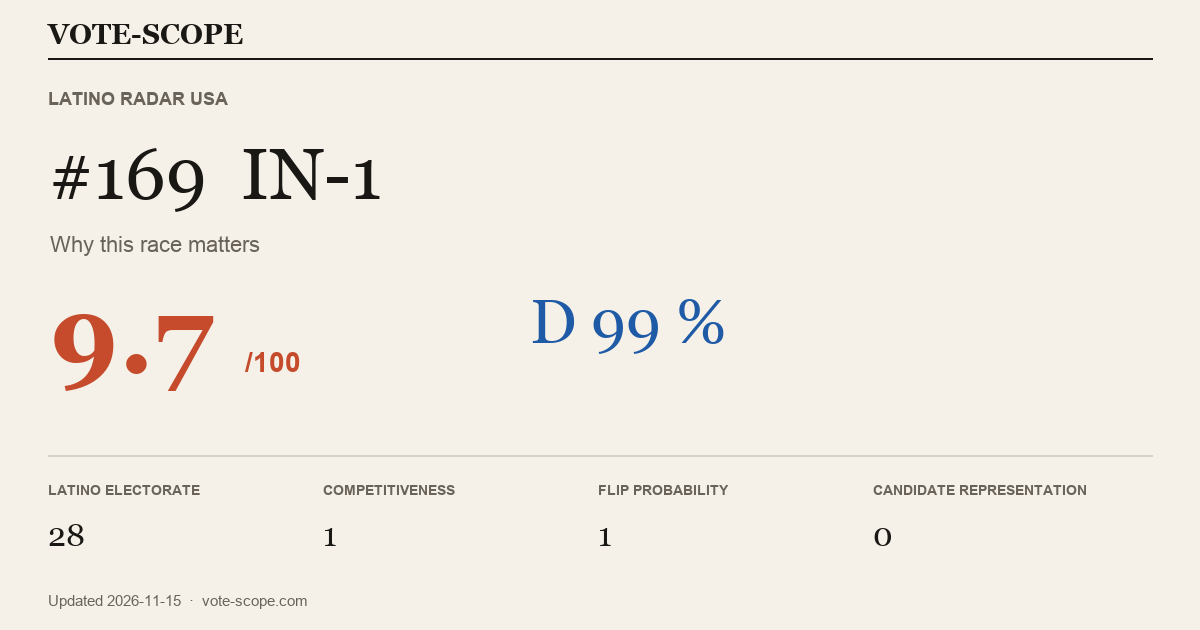 VOTE-SCOPE
LATINO RADAR USA
#169 IN-1
Why this race matters
9.7 /100
D 99 %
LATINO ELECTORATE
28
COMPETITIVENESS
1
FLIP PROBABILITY
1
CANDIDATE REPRESENTATION
0
Updated 2026-11-15 · vote-scope.com